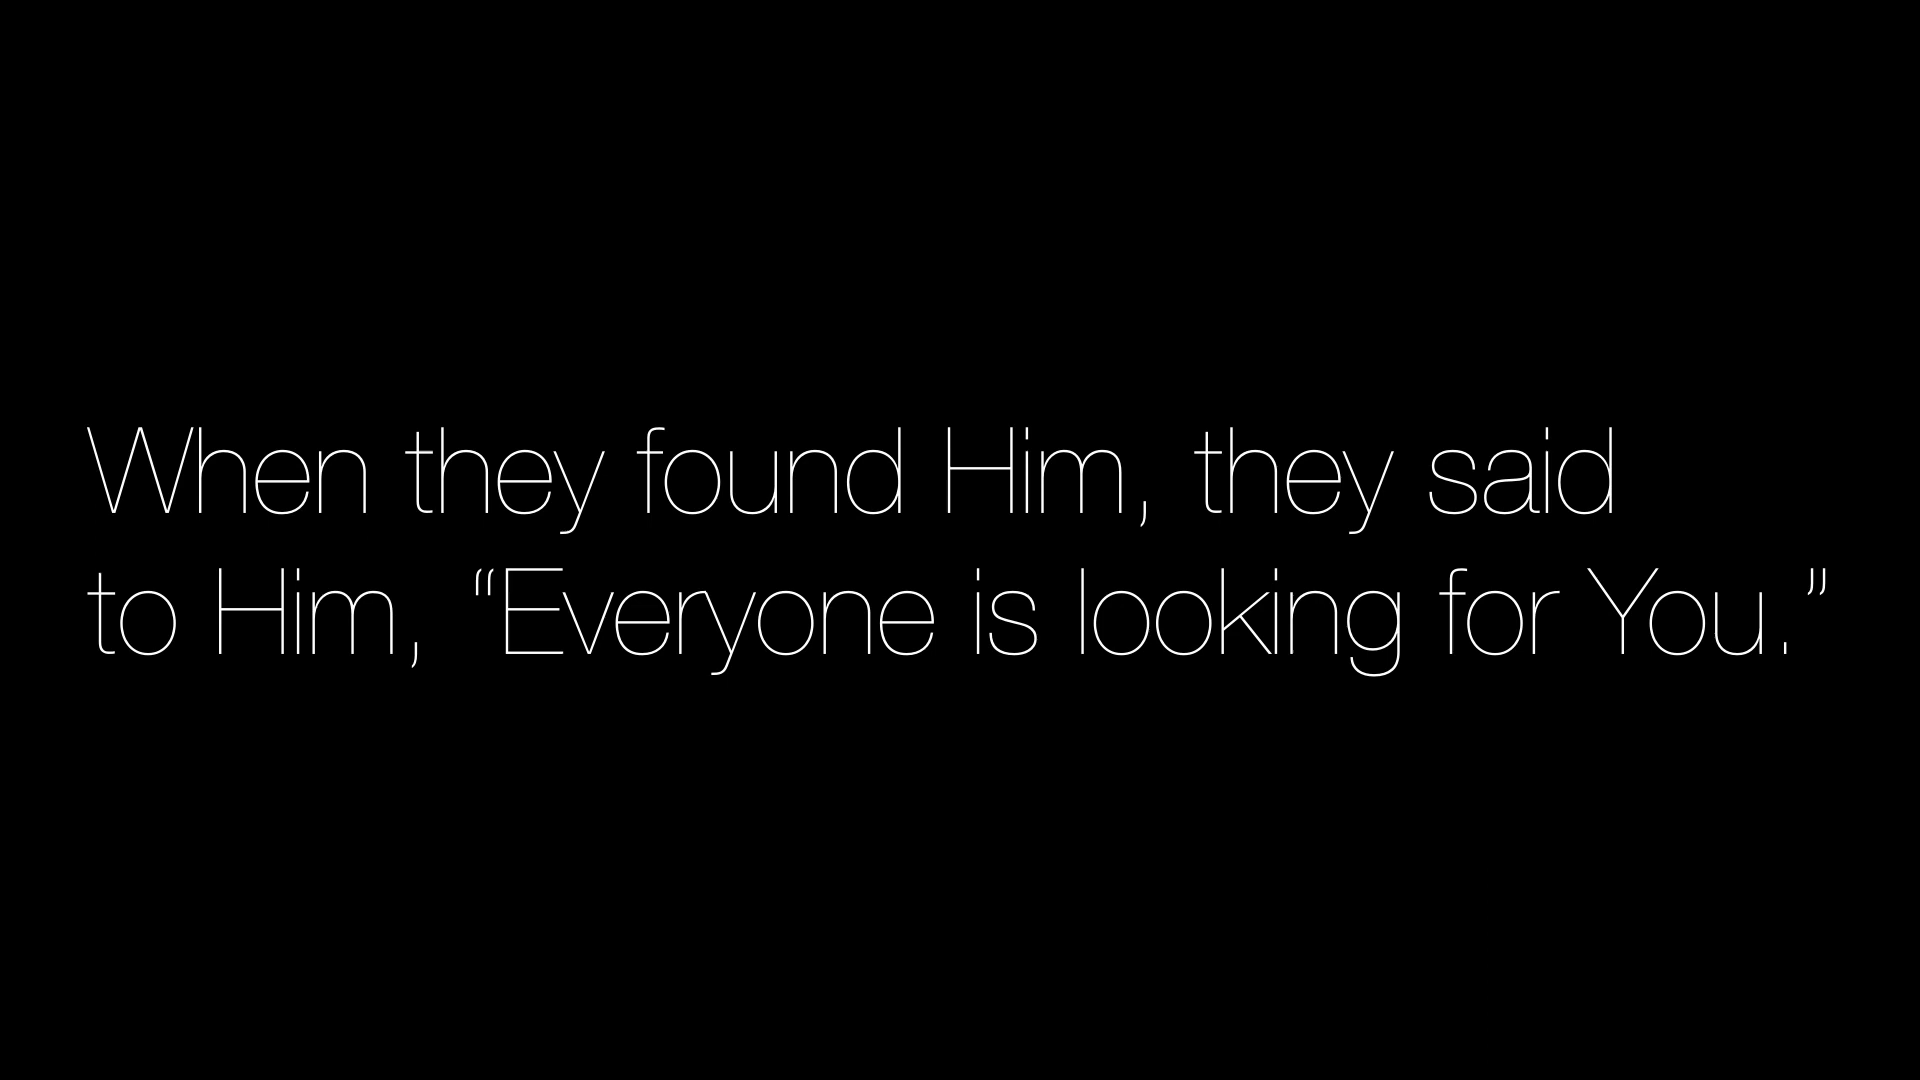 When they found Him, they said
to Him, “Everyone is looking for You.”